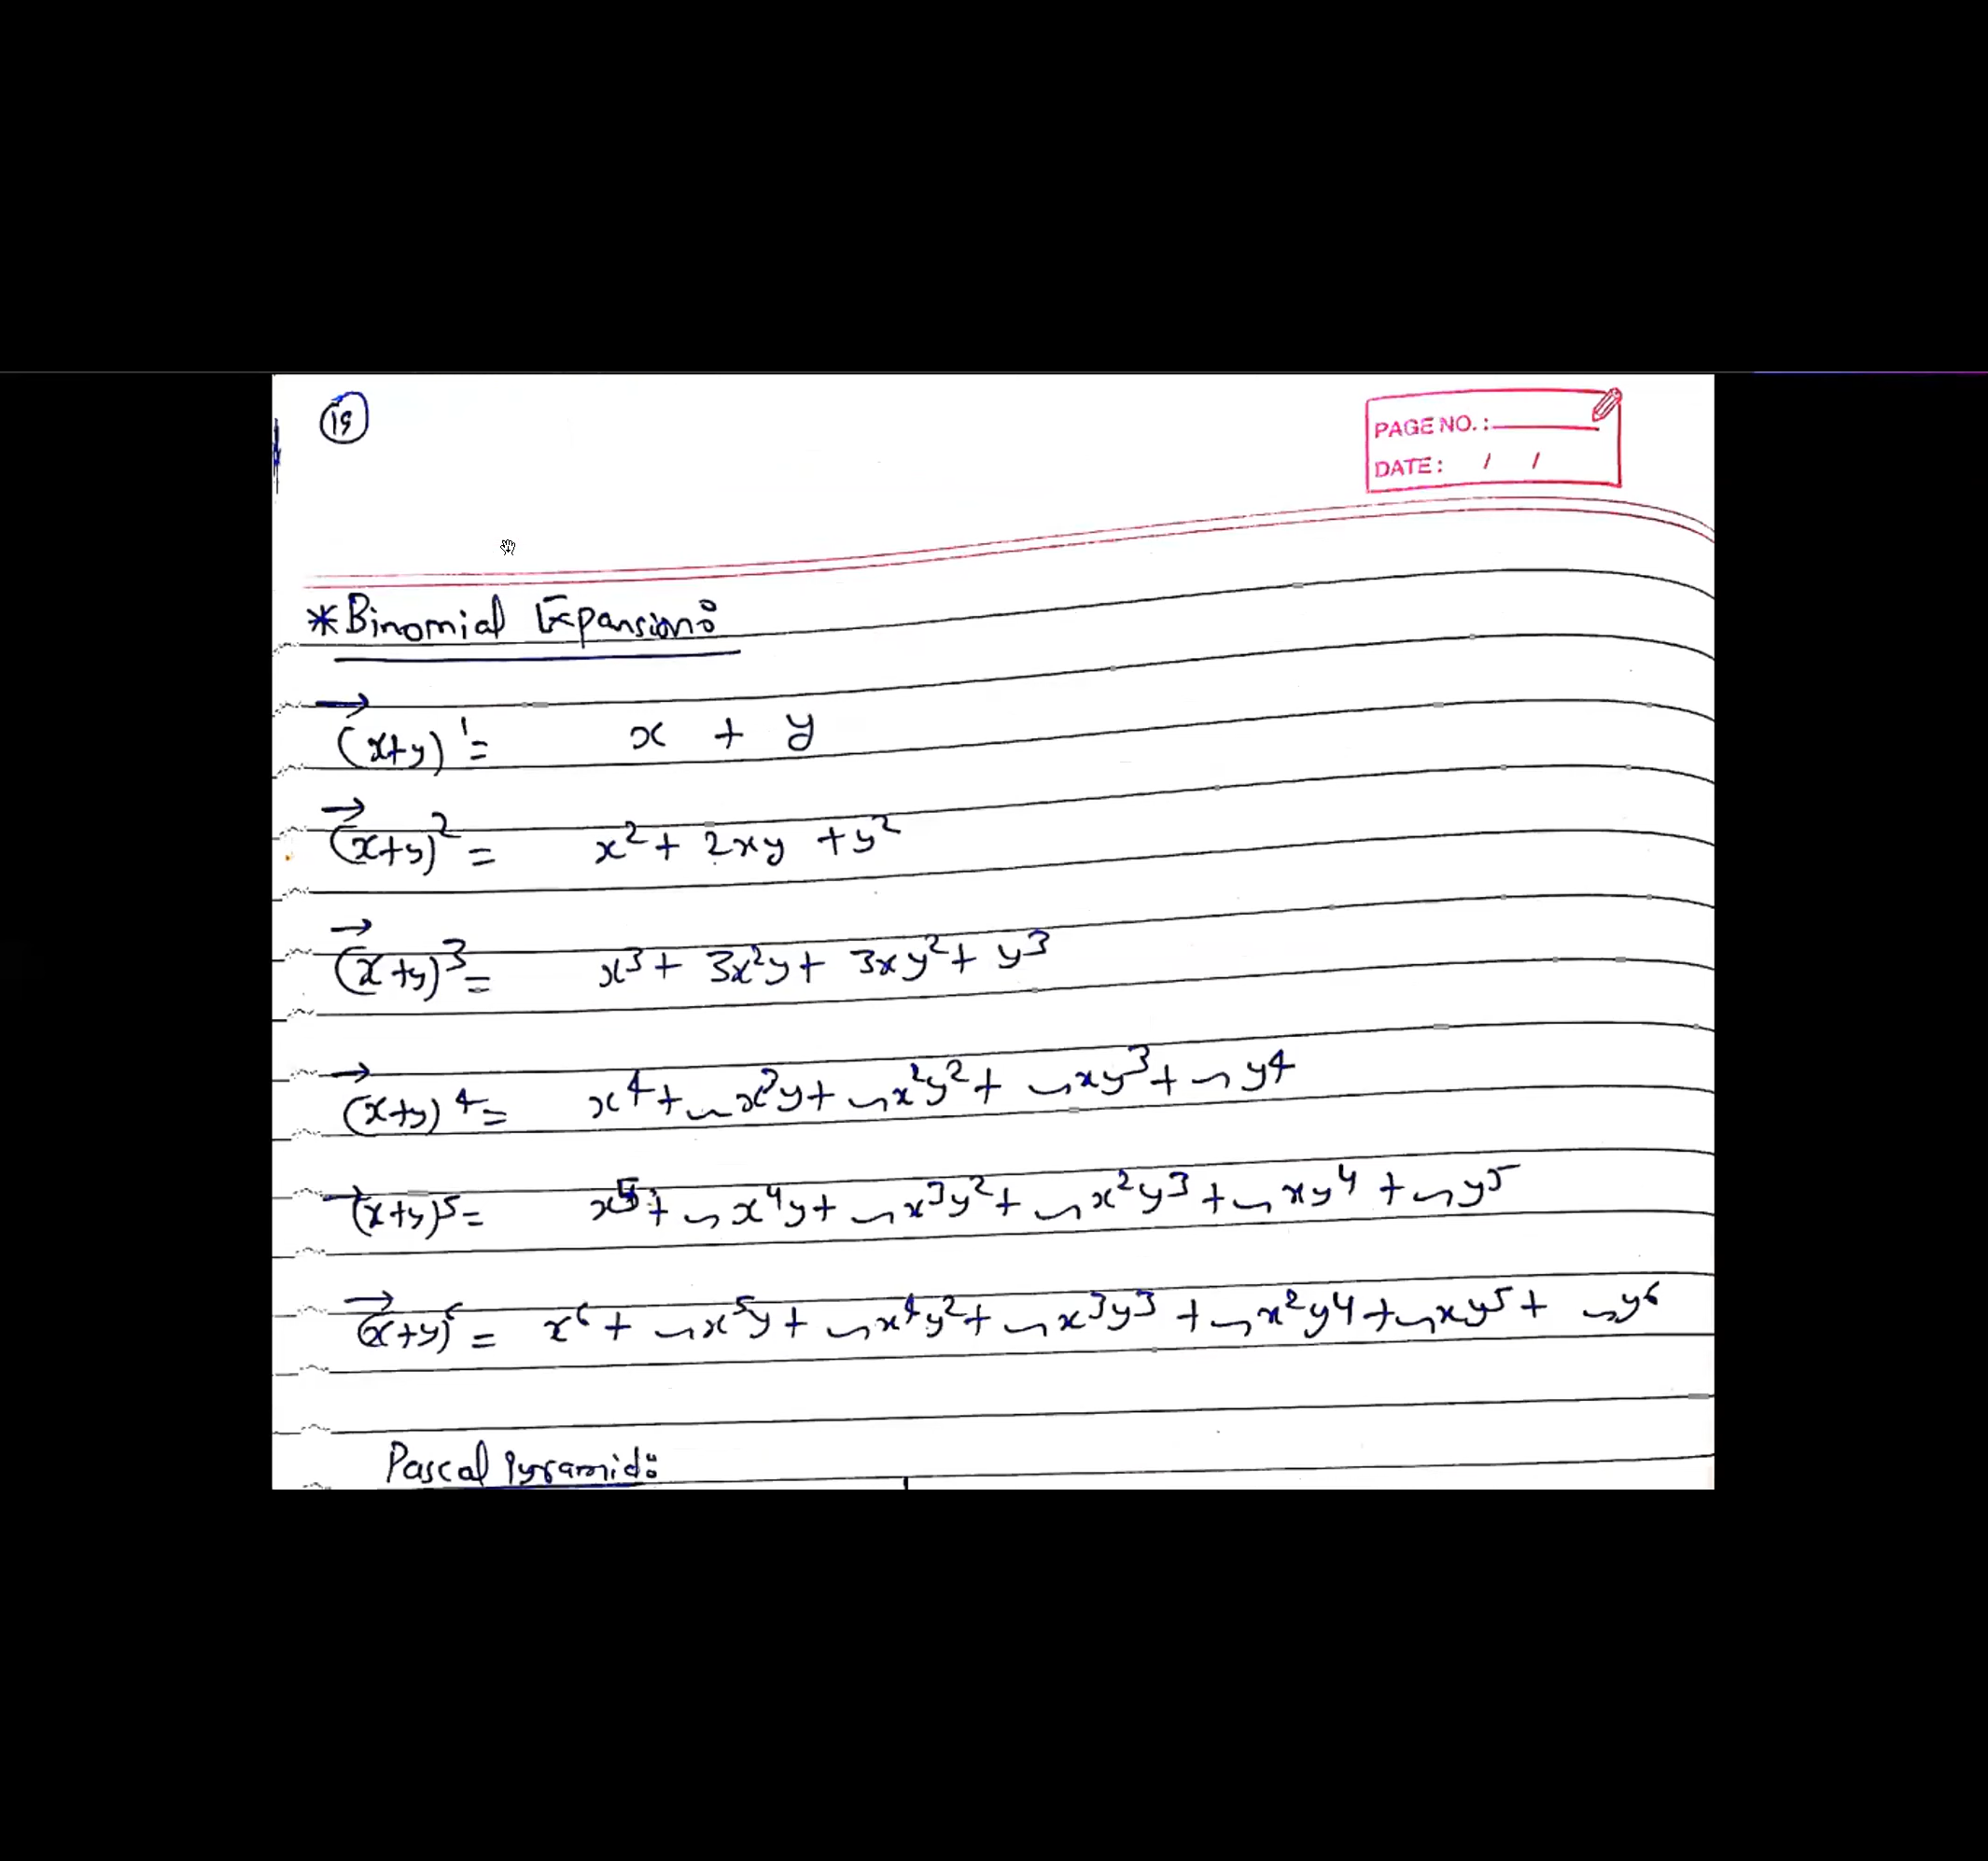 19
PAGE NO.:
DATE: / /
*Binomial Expansion:
→ (x+y)¹ = x + y
→ (x+y)² = x² + 2xy + y²
→ (x+y)³ = x³ + 3x²y + 3xy² + y³
→ (x+y)⁴ = x⁴ + ~x³y + ~x²y² + ~xy³ + ~y⁴
→ (x+y)⁵ = x⁵ + ~x⁴y + ~x³y² + ~x²y³ + ~xy⁴ + ~y⁵
→ (x+y)⁶ = x⁶ + ~x⁵y + ~x⁴y² + ~x³y³ + ~x²y⁴ + ~xy⁵ + ~y⁶
Pascal Pyramid: